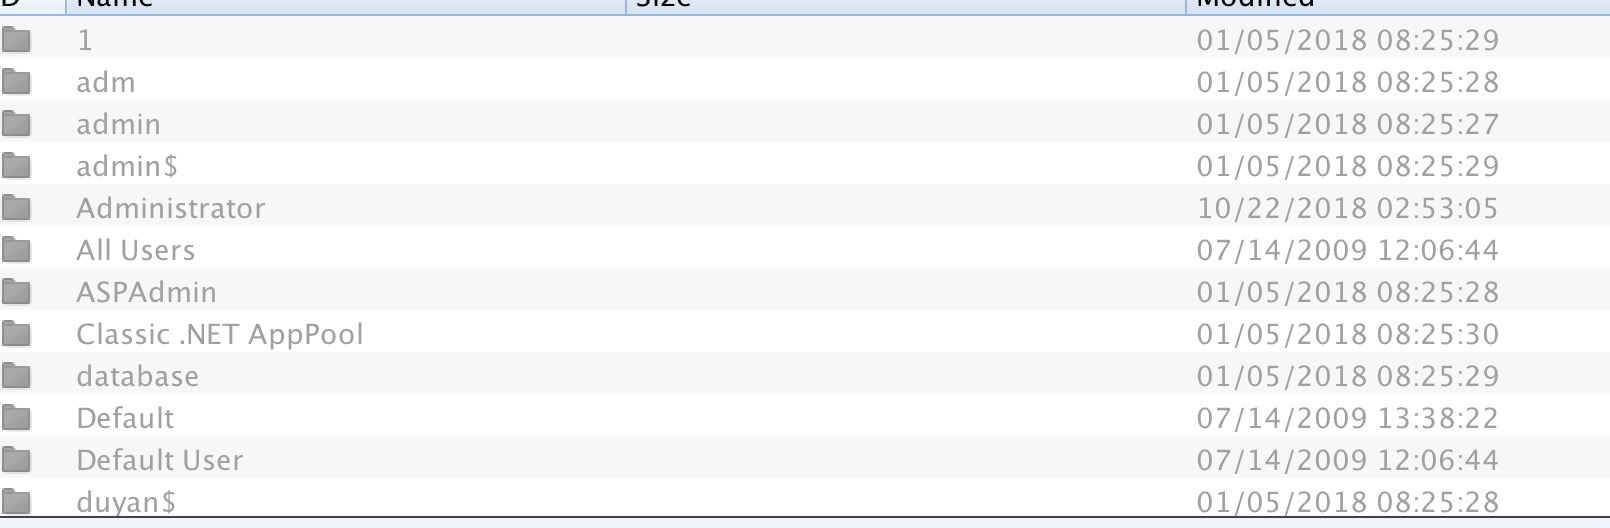 D Name Size Modified
1 01/05/2018 08:25:29
adm 01/05/2018 08:25:28
admin 01/05/2018 08:25:27
admin$ 01/05/2018 08:25:29
Administrator 10/22/2018 02:53:05
All Users 07/14/2009 12:06:44
ASPAdmin 01/05/2018 08:25:28
Classic .NET AppPool 01/05/2018 08:25:30
database 01/05/2018 08:25:29
Default 07/14/2009 13:38:22
Default User 07/14/2009 12:06:44
duyan$ 01/05/2018 08:25:28